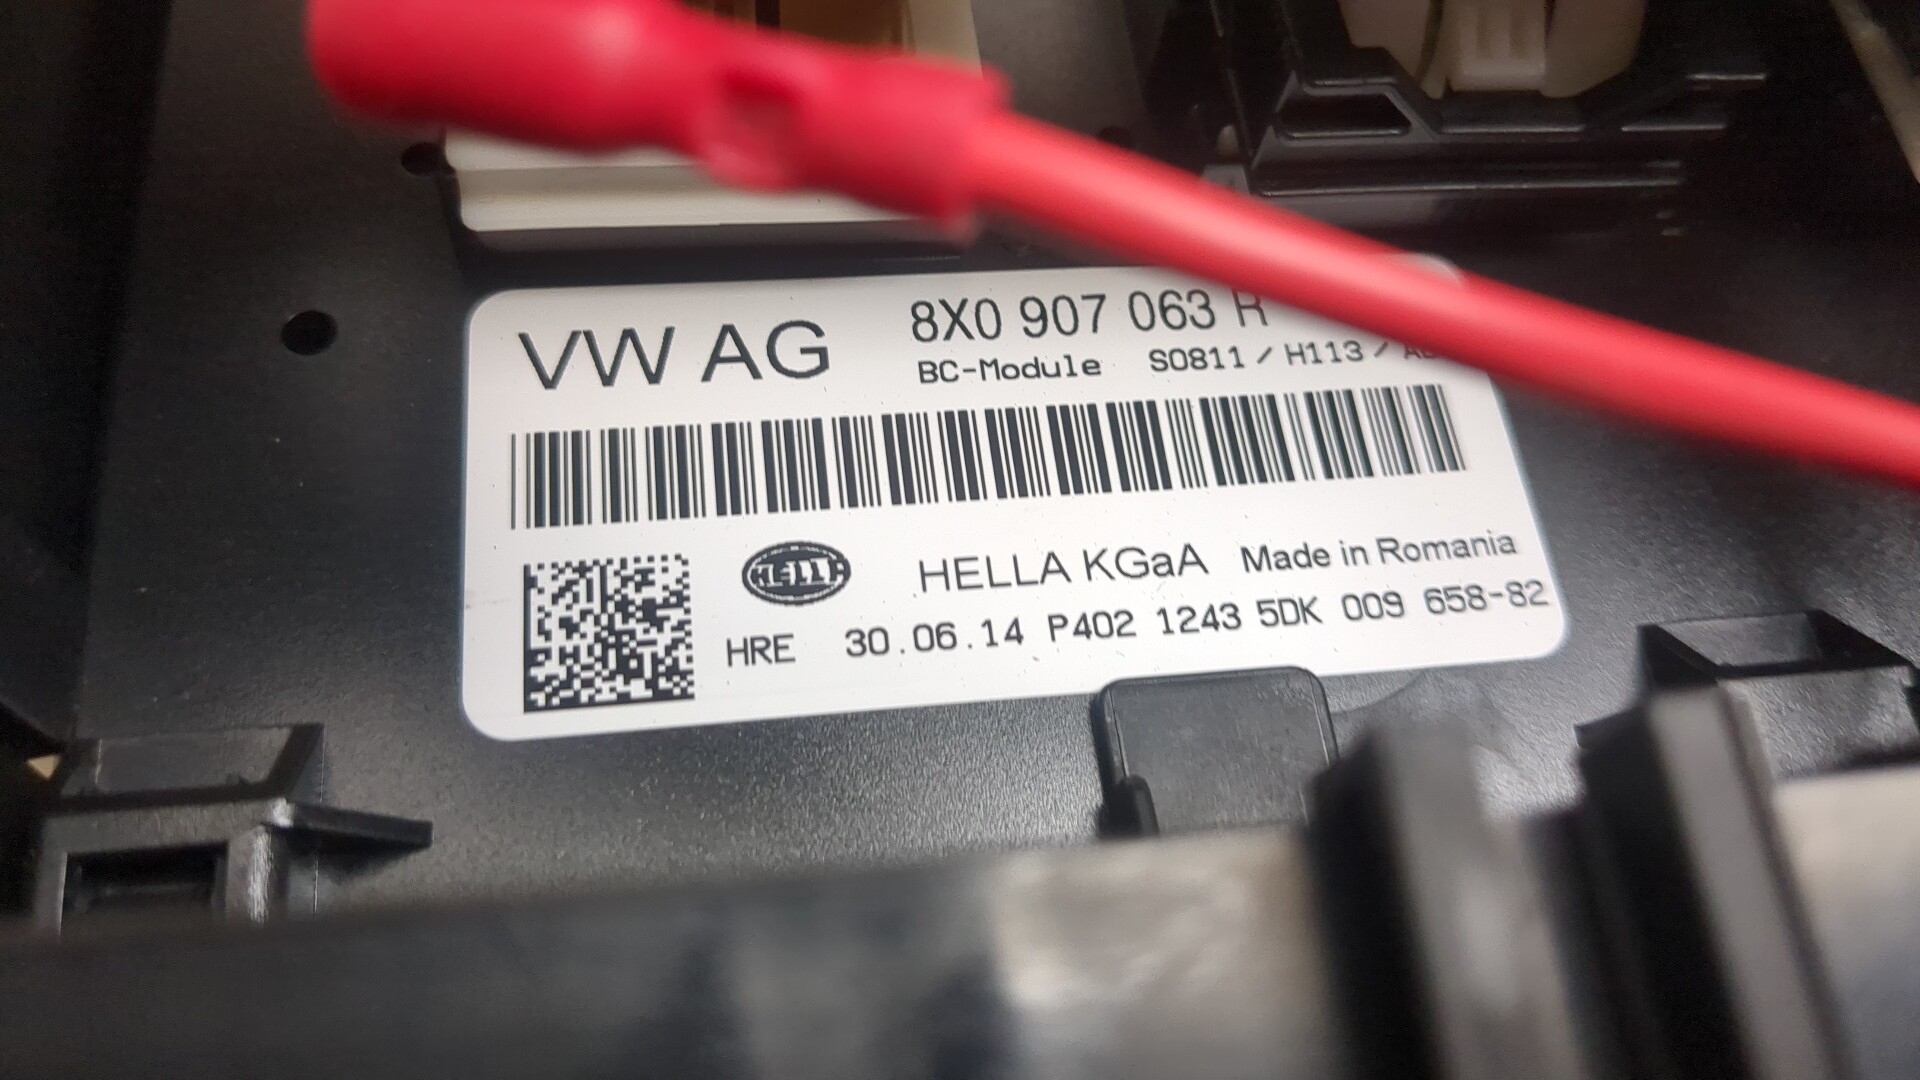 VW AG
8X0 907 063 R
BC-Module S0811 / H113 /
HELLA
HELLA KGaA Made in Romania
HRE 30.06.14 P402 1243 5DK 009 658-82